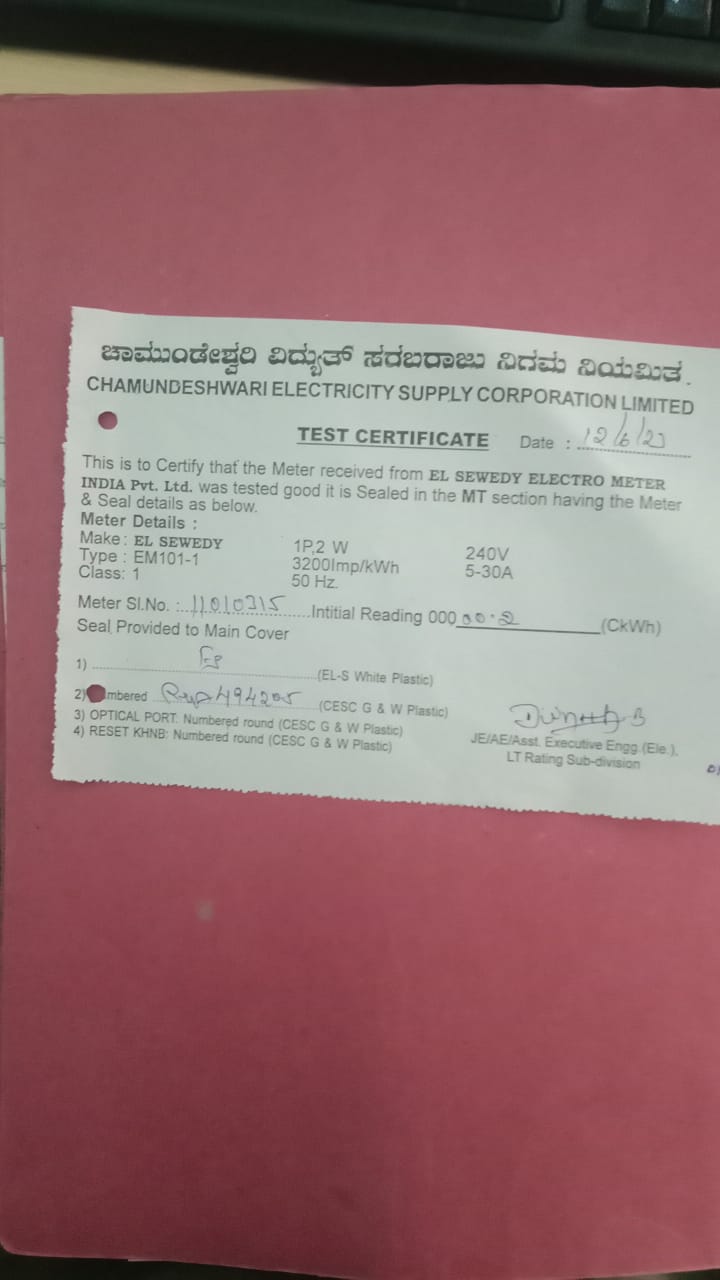 ಚಾಮುಂಡೇಶ್ವರಿ ವಿದ್ಯುತ್ ಸರಬರಾಜು ನಿಗಮ ನಿಯಮಿತ.
CHAMUNDESHWARI ELECTRICITY SUPPLY CORPORATION LIMITED
TEST CERTIFICATE Date : 12/6/23
This is to Certify that the Meter received from EL SEWEDY ELECTRO METER
INDIA Pvt. Ltd. was tested good it is Sealed in the MT section having the Meter
& Seal details as below.
Meter Details :
Make : EL SEWEDY 1P,2 W 240V
Type : EM101-1 3200Imp/kWh 5-30A
Class: 1 50 Hz.
Meter Sl.No. : 11010315 Intitial Reading 000 00.2 (CkWh)
Seal Provided to Main Cover
1) (EL-S White Plastic)
2) mbered 494205 (CESC G & W Plastic)
3) OPTICAL PORT: Numbered round (CESC G & W Plastic)
4) RESET KHNB: Numbered round (CESC G & W Plastic)
JE/AE/Asst. Executive Engg.(Ele.),
LT Rating Sub-division